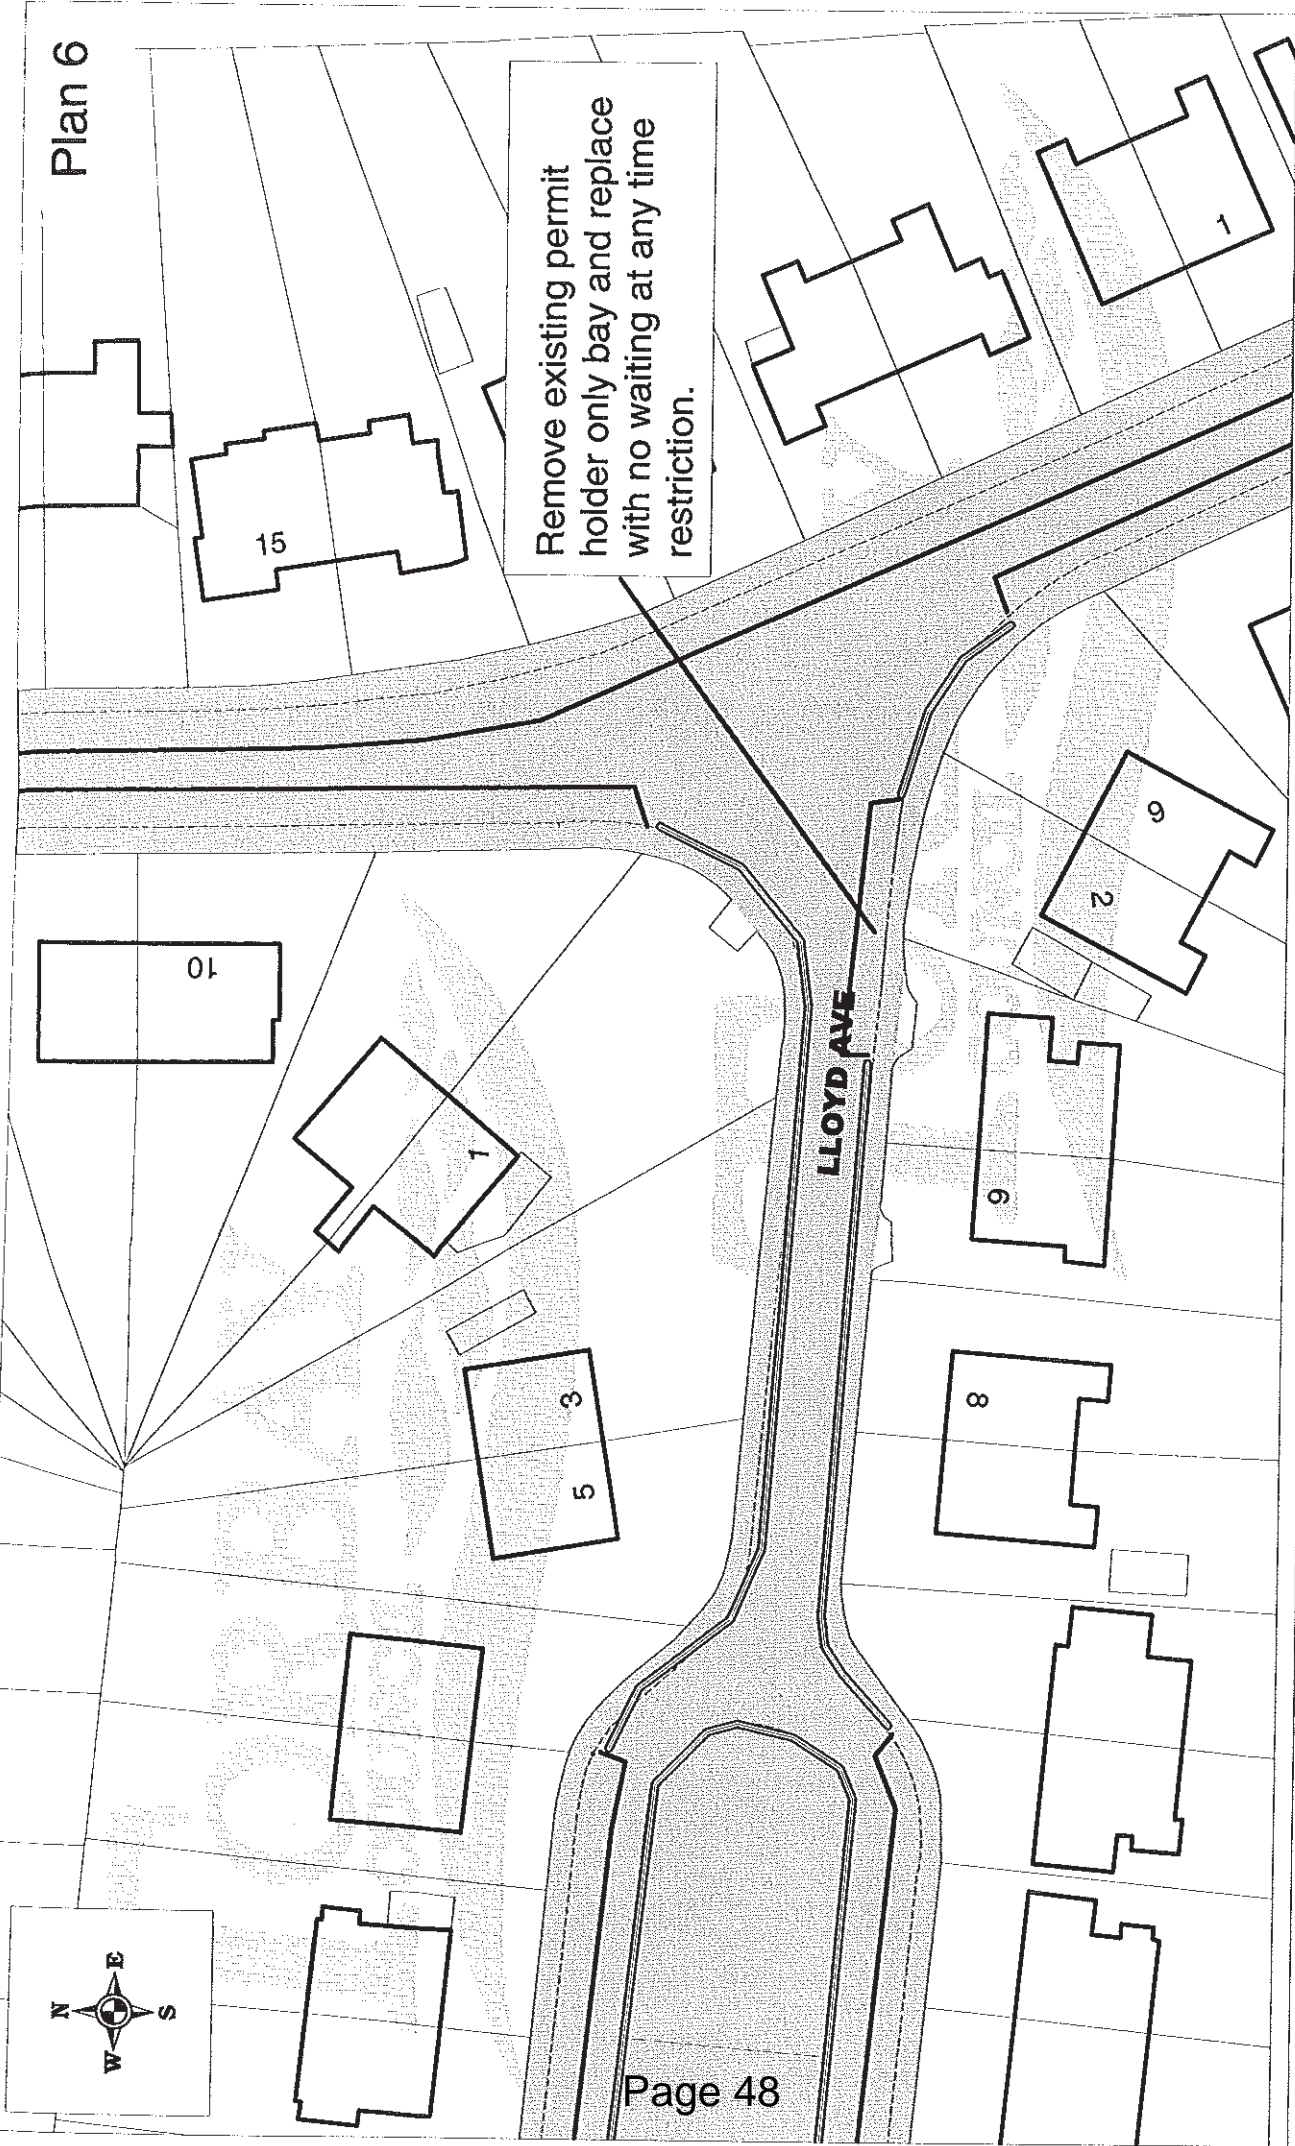 Plan 6
Remove existing permit
holder only bay and replace
with no waiting at any time
restriction.
15
1
10
1
LLOYD AVE
3
5
9
2
6
8
N
E
S
W
Page 48